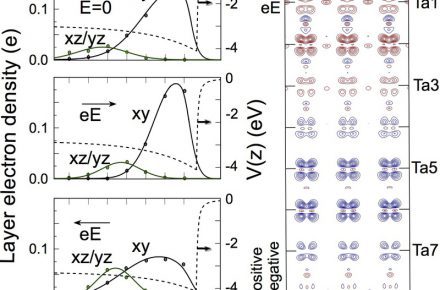 Layer electron density (e)
E=0
xz/yz
0.0
-2
-4
0.1
eE
xy
xz/yz
0.0
0
-2
-4
0.1
eE
xz/yz
xy
0
-2
-4
V(z) (eV)
eE
Ta1
Ta3
Ta5
Ta7
ositive
egative